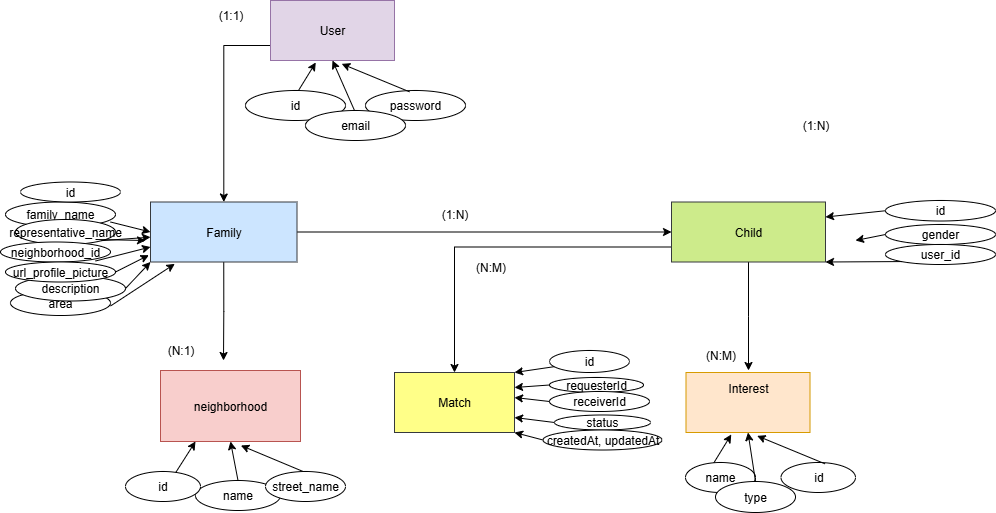 (1:1)
User
id
password
email
(1:N)
id
family_name
representative_name
neighborhood_id
url_profile_picture
description
area
Family
(1:N)
Child
id
gender
user_id
(N:M)
(N:1)
(N:M)
neighborhood
id
name
street_name
Match
id
requesterId
receiverId
status
createdAt, updatedAt
Interest
name
type
id